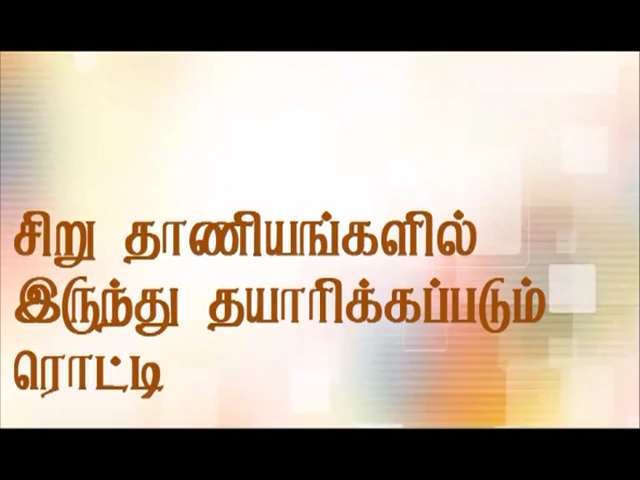 சிறு தாணியங்களில்
இருந்து தயாரிக்கப்படும்
ரொட்டி